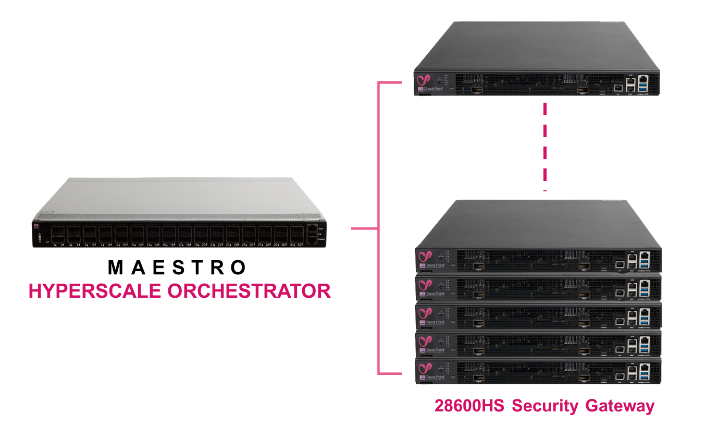 MAESTRO
HYPERSCALE ORCHESTRATOR
28600HS Security Gateway